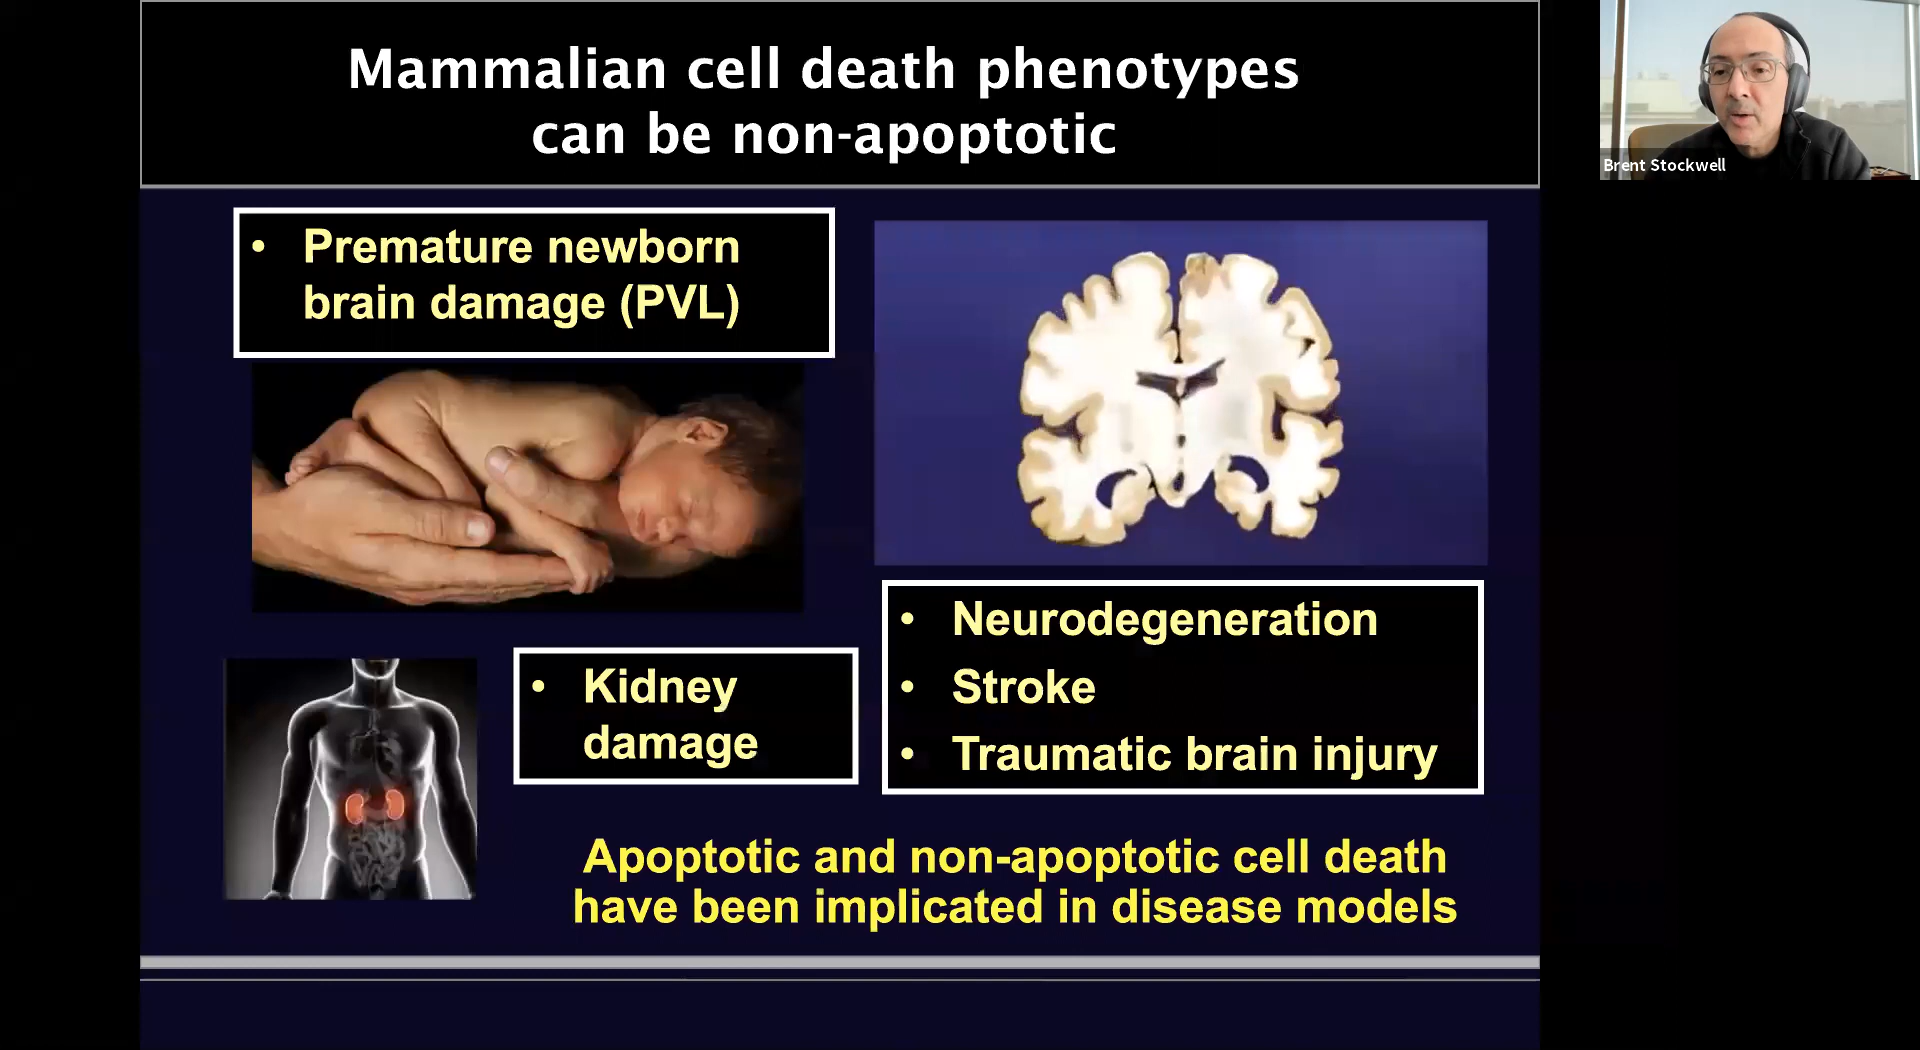 Mammalian cell death phenotypes
can be non-apoptotic
Brent Stockwell
• Premature newborn
brain damage (PVL)
• Kidney
damage
• Neurodegeneration
• Stroke
• Traumatic brain injury
Apoptotic and non-apoptotic cell death
have been implicated in disease models